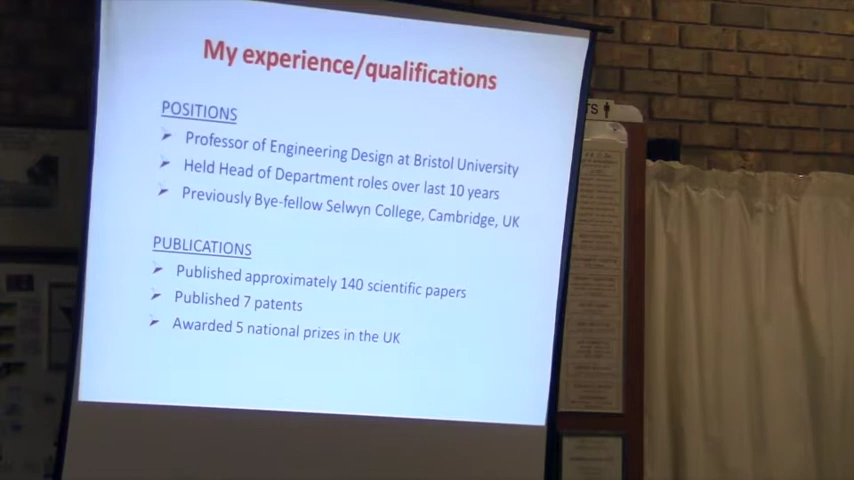 My experience/qualifications
POSITIONS
Professor of Engineering Design at Bristol University
Held Head of Department roles over last 10 years
Previously Bye-fellow Selwyn College, Cambridge, UK
PUBLICATIONS
Published approximately 140 scientific papers
Published 7 patents
Awarded 5 national prizes in the UK
TS